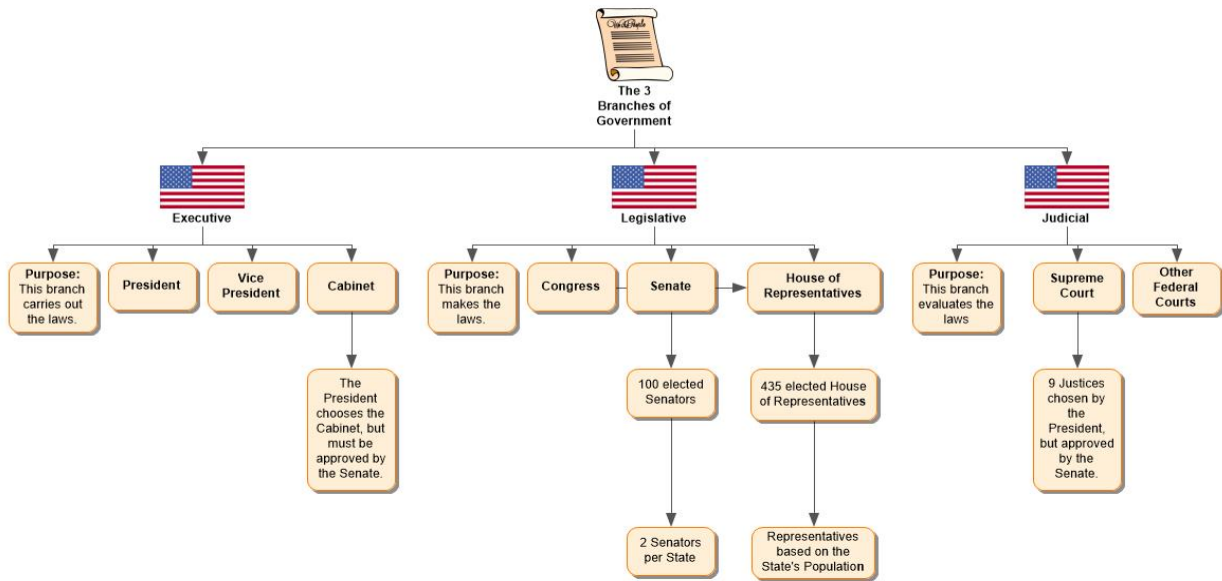 We the People
The 3
Branches of
Government
Executive
Legislative
Judicial
Purpose:
This branch
carries out
the laws.
President
Vice
President
Cabinet
Purpose:
This branch
makes the
laws.
Congress
Senate
House of
Representatives
Purpose:
This branch
evaluates the
laws
Supreme
Court
Other
Federal
Courts
The
President
chooses the
Cabinet, but
must be
approved by
the Senate.
100 elected
Senators
435 elected House
of Representatives
9 Justices
chosen by
the
President,
but approved
by the
Senate.
2 Senators
per State
Representatives
based on the
State's Population